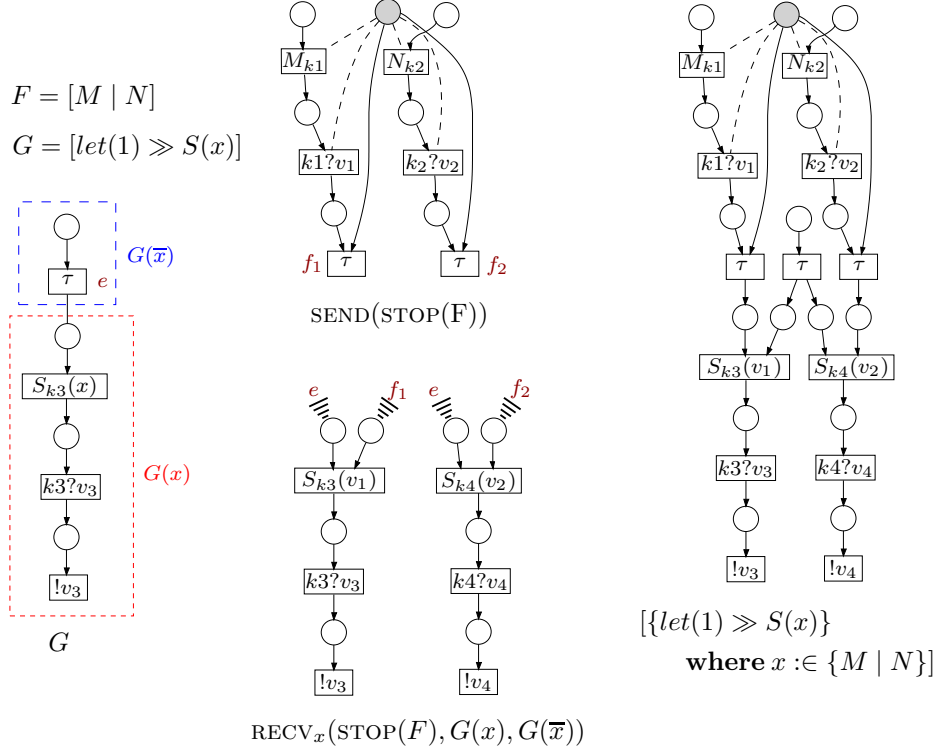 F = [M | N]
G = [let(1) ≫ S(x)]
G(x̅)
τ
e
S_{k3}(x)
k3?v_3
G(x)
!v_3
G
M_{k1}
N_{k2}
k1?v_1
k_2?v_2
f_1
τ
τ
f_2
SEND(STOP(F))
e
f_1
e
f_2
S_{k3}(v_1)
S_{k4}(v_2)
k3?v_3
k4?v_4
!v_3
!v_4
RECV_x(STOP(F), G(x), G(x̅))
M_{k1}
N_{k2}
k1?v_1
k_2?v_2
τ
τ
τ
S_{k3}(v_1)
S_{k4}(v_2)
k3?v_3
k4?v_4
!v_3
!v_4
[{let(1) ≫ S(x)}
where x :∈ {M | N}]